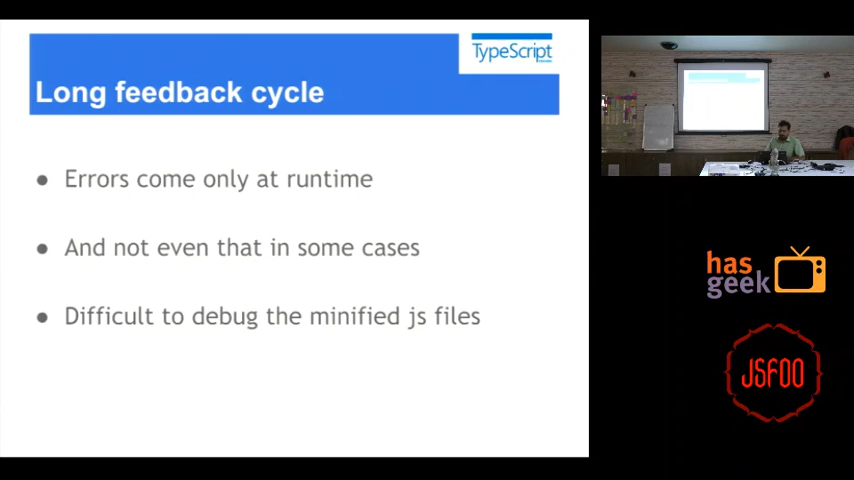 TypeScript
Long feedback cycle
● Errors come only at runtime
● And not even that in some cases
● Difficult to debug the minified js files
has
geek
JSFOO